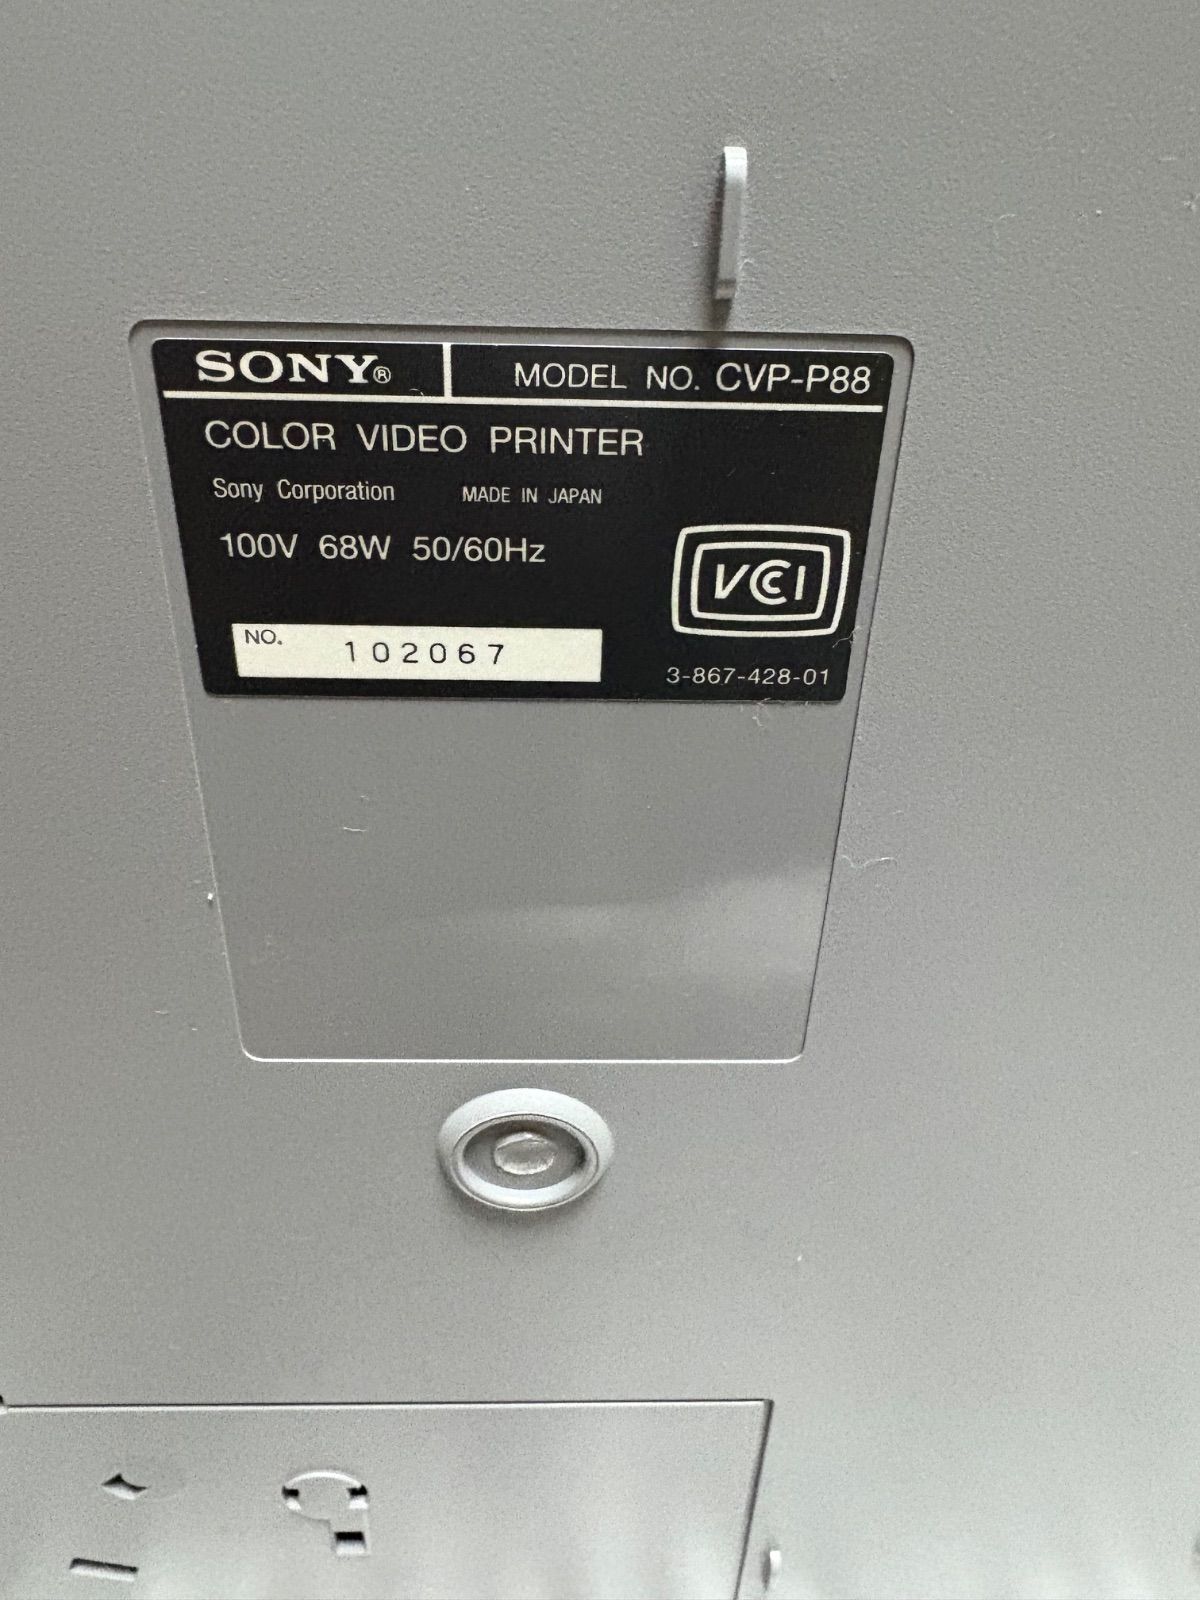 SONY® MODEL NO. CVP-P88
COLOR VIDEO PRINTER
Sony Corporation MADE IN JAPAN
100V 68W 50/60Hz
VCCI
NO. 102067
3-867-428-01